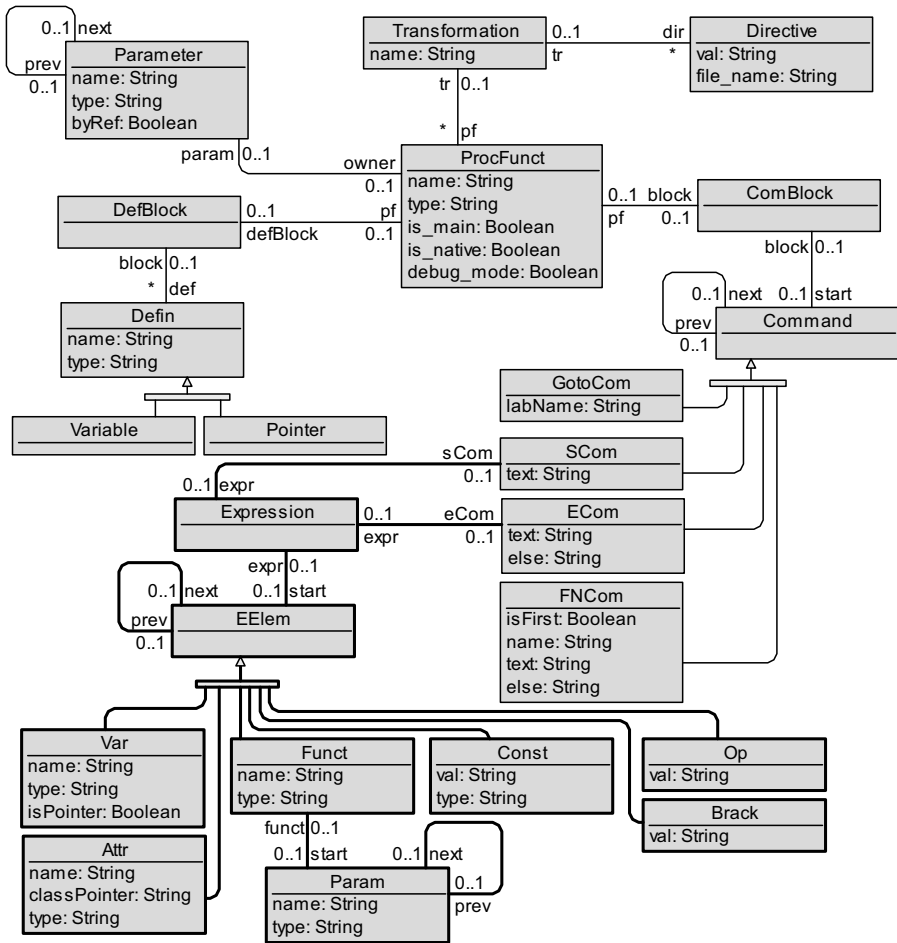 0..1 next
prev
0..1
Parameter
name: String
type: String
byRef: Boolean
param 0..1
Transformation
name: String
0..1
tr
dir
*
Directive
val: String
file_name: String
tr 0..1
* pf
owner
0..1
ProcFunct
name: String
type: String
is_main: Boolean
is_native: Boolean
debug_mode: Boolean
DefBlock
0..1
defBlock
pf
0..1
0..1
pf
block
0..1
ComBlock
block 0..1
* def
Defin
name: String
type: String
Variable
Pointer
block 0..1
0..1 start
0..1 next
prev
0..1
Command
GotoCom
labName: String
sCom
0..1
SCom
text: String
0..1 expr
Expression
0..1
expr
eCom
0..1
ECom
text: String
else: String
expr 0..1
0..1 start
0..1 next
prev
0..1
EElem
FNCom
isFirst: Boolean
name: String
text: String
else: String
Var
name: String
type: String
isPointer: Boolean
Funct
name: String
type: String
Const
val: String
type: String
Op
val: String
Brack
val: String
Attr
name: String
classPointer: String
type: String
funct 0..1
0..1 start
0..1 next
0..1
prev
Param
name: String
type: String